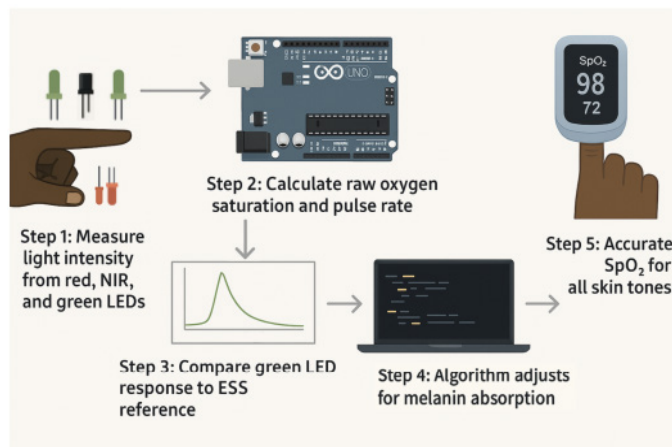 UNO
SpO₂
98
72
Step 1: Measure
light intensity
from red, NIR,
and green LEDs
Step 2: Calculate raw oxygen
saturation and pulse rate
Step 3: Compare green LED
response to ESS
reference
Step 4: Algorithm adjusts
for melanin absorption
Step 5: Accurate
SpO₂ for
all skin tones